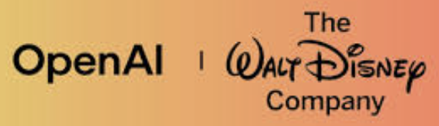 OpenAI | The
Walt Disney
Company